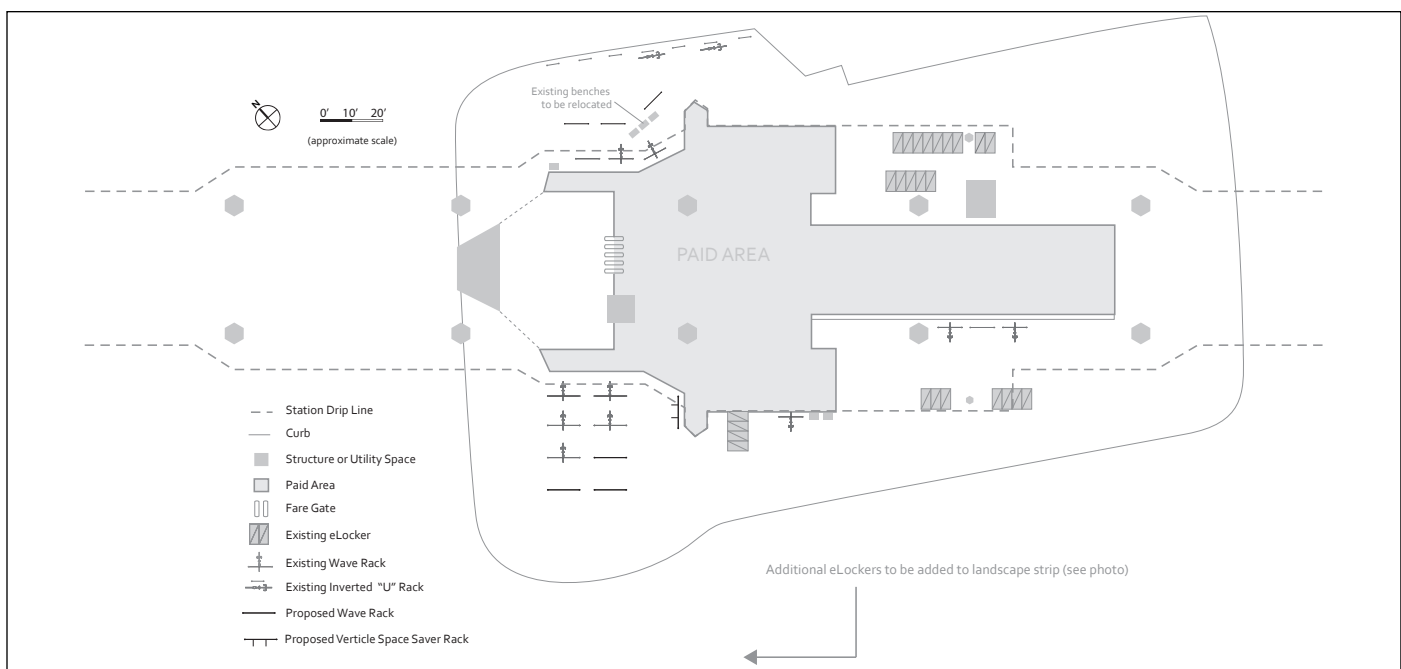 Existing benches
to be relocated
N
0' 10' 20'
(approximate scale)
PAID AREA
Station Drip Line
Curb
Structure or Utility Space
Paid Area
Fare Gate
Existing eLocker
Existing Wave Rack
Existing Inverted "U" Rack
Proposed Wave Rack
Proposed Verticle Space Saver Rack
Additional eLockers to be added to landscape strip (see photo)